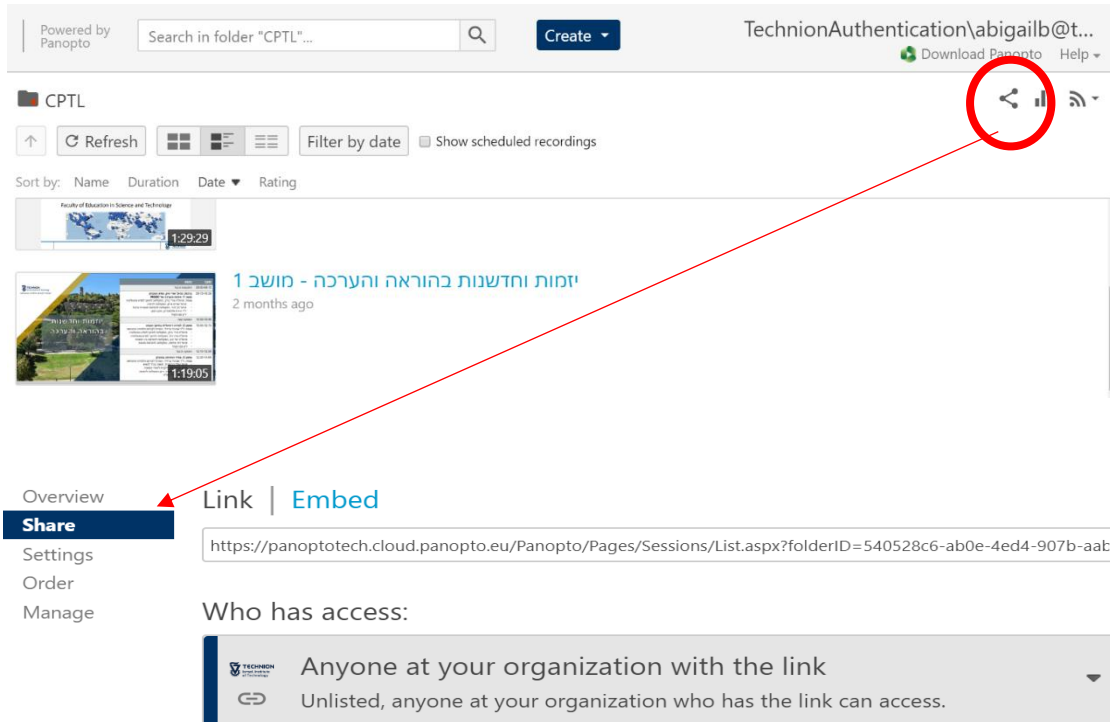 Powered by
Panopto
Search in folder "CPTL"...
Create
TechnionAuthentication\abigailb@t...
Download Panopto Help
CPTL
Refresh
Filter by date
Show scheduled recordings
Sort by: Name Duration Date Rating
Faculty of Education in Science and Technology
1:29:29
יזמות וחדשנות בהוראה והערכה - מושב 1
2 months ago
יזמות וחדשנות
בהוראה והערכה
1:19:05
Overview
Share
Settings
Order
Manage
Link | Embed
https://panoptotech.cloud.panopto.eu/Panopto/Pages/Sessions/List.aspx?folderID=540528c6-ab0e-4ed4-907b-aab
Who has access:
TECHNION
Anyone at your organization with the link
Unlisted, anyone at your organization who has the link can access.